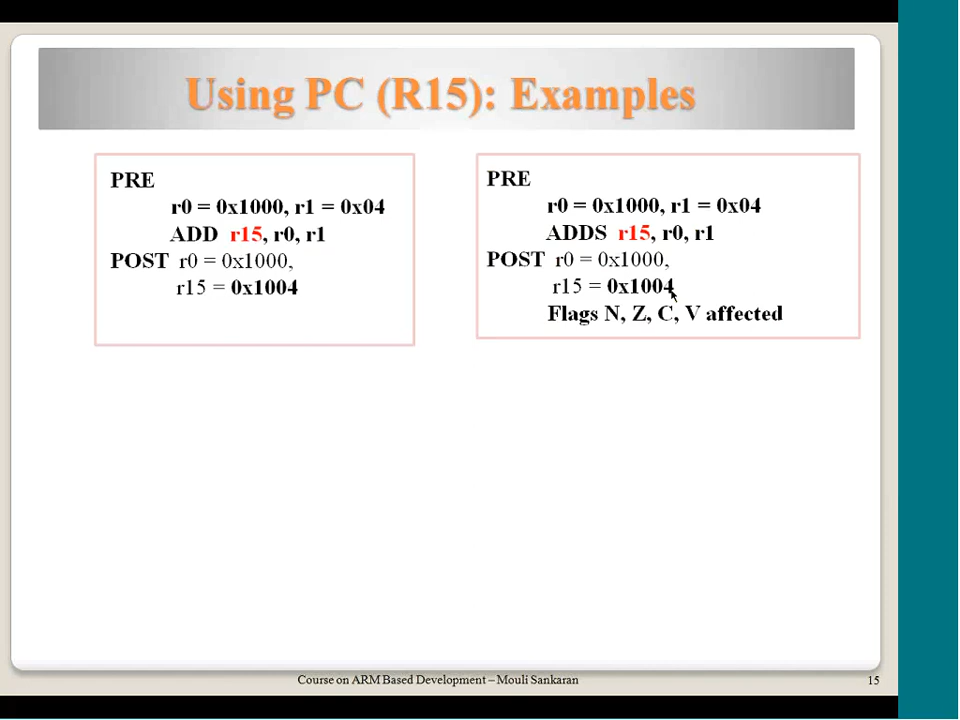 Using PC (R15): Examples
PRE
r0 = 0x1000, r1 = 0x04
ADD r15, r0, r1
POST r0 = 0x1000,
r15 = 0x1004
PRE
r0 = 0x1000, r1 = 0x04
ADDS r15, r0, r1
POST r0 = 0x1000,
r15 = 0x1004
Flags N, Z, C, V affected
Course on ARM Based Development – Mouli Sankaran
15